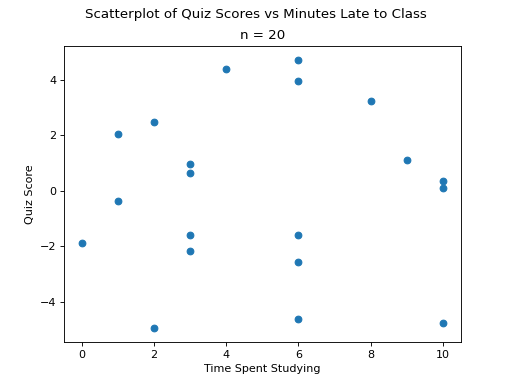 Scatterplot of Quiz Scores vs Minutes Late to Class
n = 20
4
2
0
−2
−4
Quiz Score
0 2 4 6 8 10
Time Spent Studying